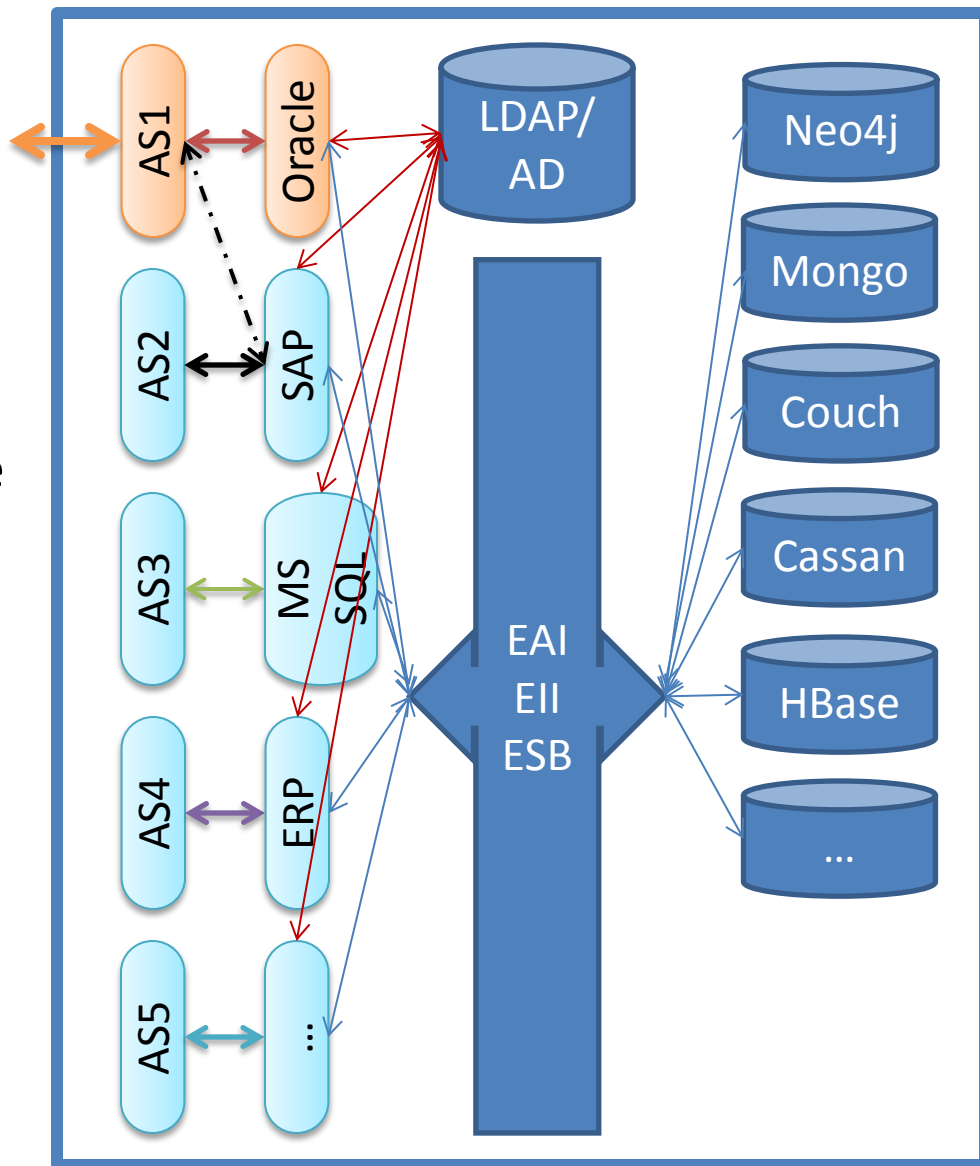 AS1
Oracle
LDAP/
AD
Neo4j
Mongo
AS2
SAP
Couch
AS3
MS
SQL
Cassan
EAI
EII
ESB
HBase
AS4
ERP
...
AS5
...